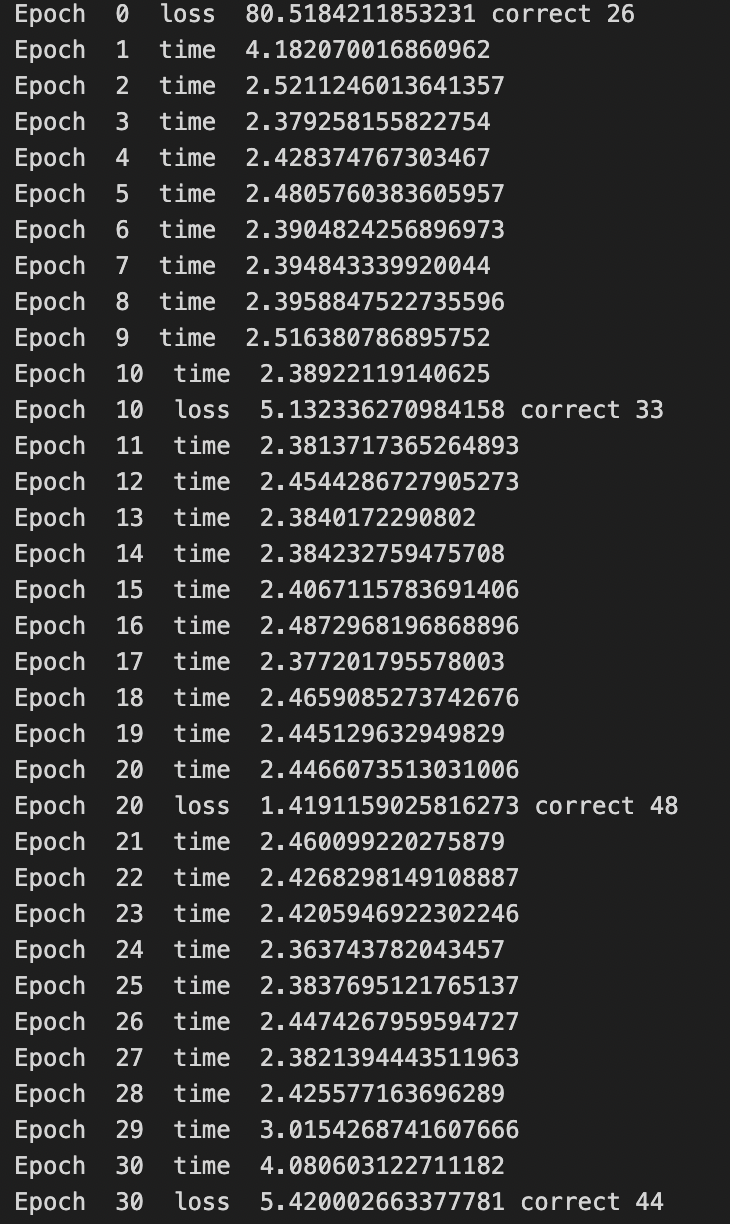 Epoch  0  loss  80.5184211853231 correct 26
Epoch  1  time  4.182070016860962
Epoch  2  time  2.5211246013641357
Epoch  3  time  2.379258155822754
Epoch  4  time  2.428374767303467
Epoch  5  time  2.4805760383605957
Epoch  6  time  2.3904824256896973
Epoch  7  time  2.394843339920044
Epoch  8  time  2.3958847522735596
Epoch  9  time  2.516380786895752
Epoch  10  time  2.38922119140625
Epoch  10  loss  5.132336270984158 correct 33
Epoch  11  time  2.3813717365264893
Epoch  12  time  2.4544286727905273
Epoch  13  time  2.3840172290802
Epoch  14  time  2.384232759475708
Epoch  15  time  2.4067115783691406
Epoch  16  time  2.4872968196868896
Epoch  17  time  2.377201795578003
Epoch  18  time  2.4659085273742676
Epoch  19  time  2.445129632949829
Epoch  20  time  2.4466073513031006
Epoch  20  loss  1.4191159025816273 correct 48
Epoch  21  time  2.460099220275879
Epoch  22  time  2.4268298149108887
Epoch  23  time  2.4205946922302246
Epoch  24  time  2.363743782043457
Epoch  25  time  2.3837695121765137
Epoch  26  time  2.4474267959594727
Epoch  27  time  2.3821394443511963
Epoch  28  time  2.425577163696289
Epoch  29  time  3.0154268741607666
Epoch  30  time  4.080603122711182
Epoch  30  loss  5.420002663377781 correct 44